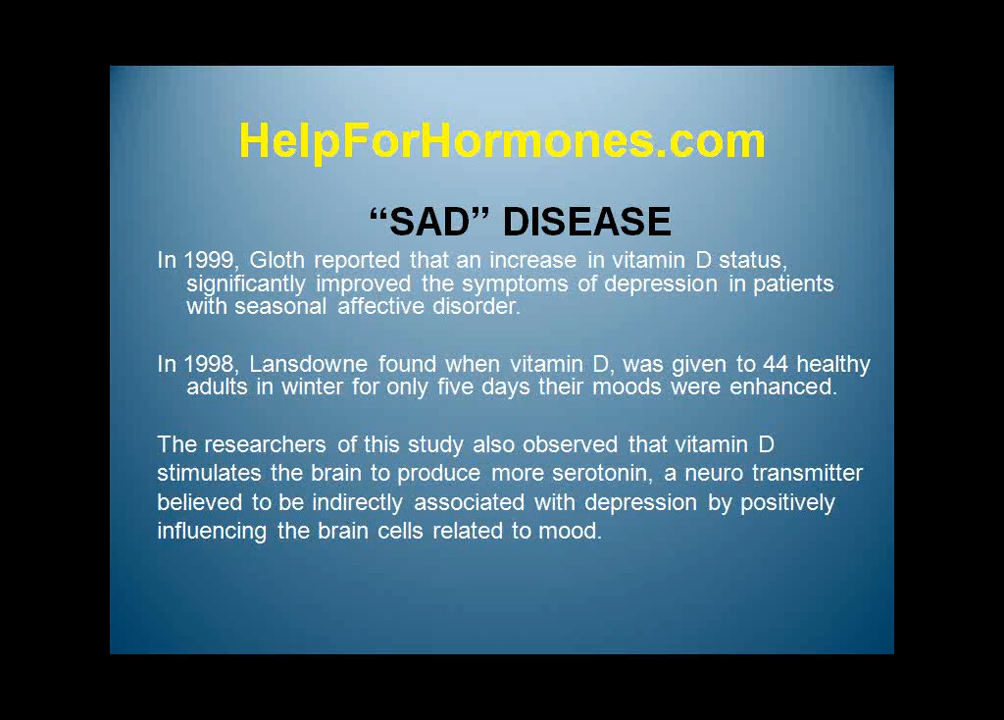 HelpForHormones.com
“SAD” DISEASE
In 1999, Gloth reported that an increase in vitamin D status,
significantly improved the symptoms of depression in patients
with seasonal affective disorder.
In 1998, Lansdowne found when vitamin D, was given to 44 healthy
adults in winter for only five days their moods were enhanced.
The researchers of this study also observed that vitamin D
stimulates the brain to produce more serotonin, a neuro transmitter
believed to be indirectly associated with depression by positively
influencing the brain cells related to mood.